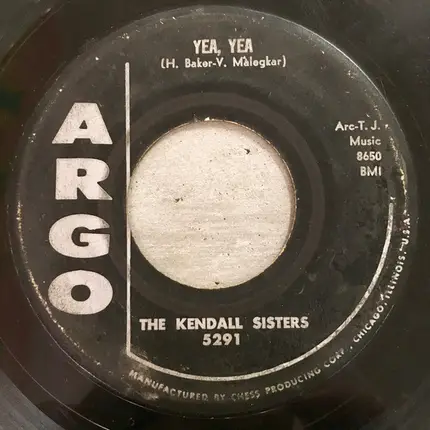 YEA, YEA
(H. Baker-V. Malegkar)
ARGO
Arc-T. J.
Music
8650
BMI
THE KENDALL SISTERS
5291
MANUFACTURED BY CHESS PRODUCING CORP., CHICAGO, ILLINOIS, U.S.A.